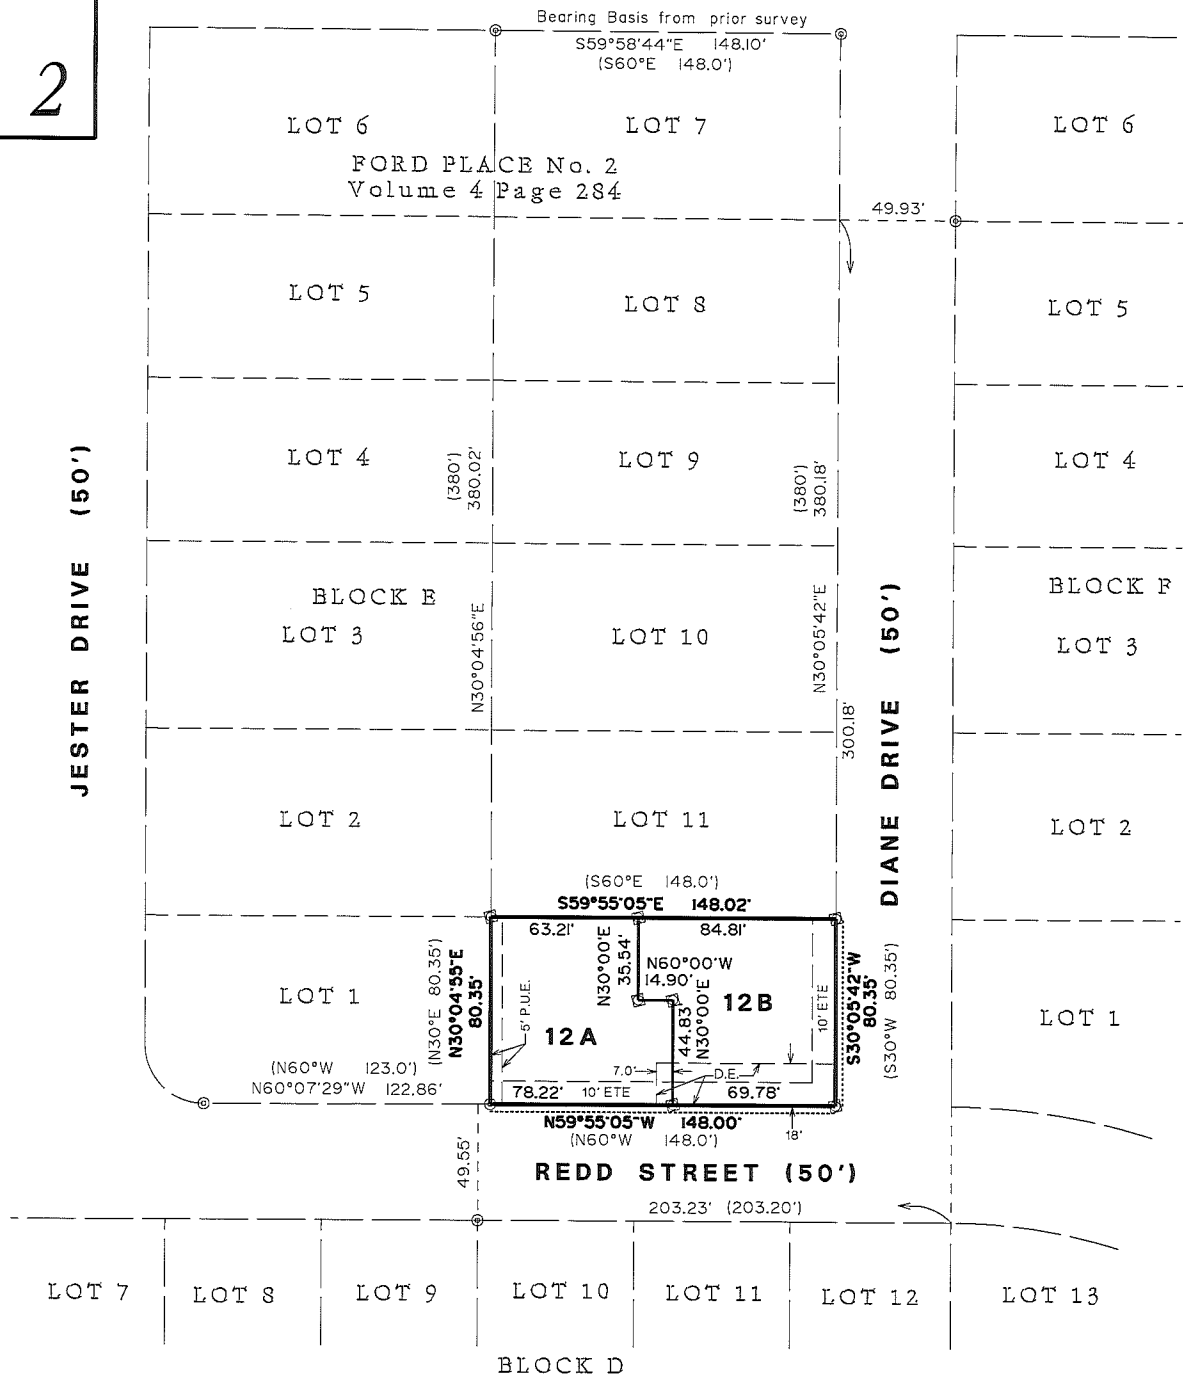 2
Bearing Basis from prior survey
S59°58'44"E 148.10'
(S60°E 148.0')
LOT 6
LOT 7
LOT 6
FORD PLACE No. 2
Volume 4 Page 284
49.93'
LOT 5
LOT 8
LOT 5
LOT 4
(380')
380.02'
LOT 9
(380')
380.18'
LOT 4
JESTER DRIVE (50')
BLOCK E
LOT 3
N30°04'56"E
LOT 10
N30°05'42"E
300.18'
DIANE DRIVE (50')
BLOCK F
LOT 3
LOT 2
LOT 11
LOT 2
(S60°E 148.0')
S59°55'05"E 148.02'
63.21'
84.81'
N30°00'E
35.54'
N60°00'W
14.90'
LOT 1
(N30°E 80.35')
N30°04'55"E
80.35'
5' P.U.E.
12A
44.83'
N30°00'E
12B
10' ETE
S30°05'42"W
80.35'
(S30°W 80.35')
LOT 1
(N60°W 123.0')
N60°07'29"W 122.86'
7.0'
D.E.
78.22'
10' ETE
69.78'
N59°55'05"W 148.00'
(N60°W 148.0')
18'
49.55'
REDD STREET (50')
203.23' (203.20')
LOT 7
LOT 8
LOT 9
LOT 10
LOT 11
LOT 12
LOT 13
BLOCK D